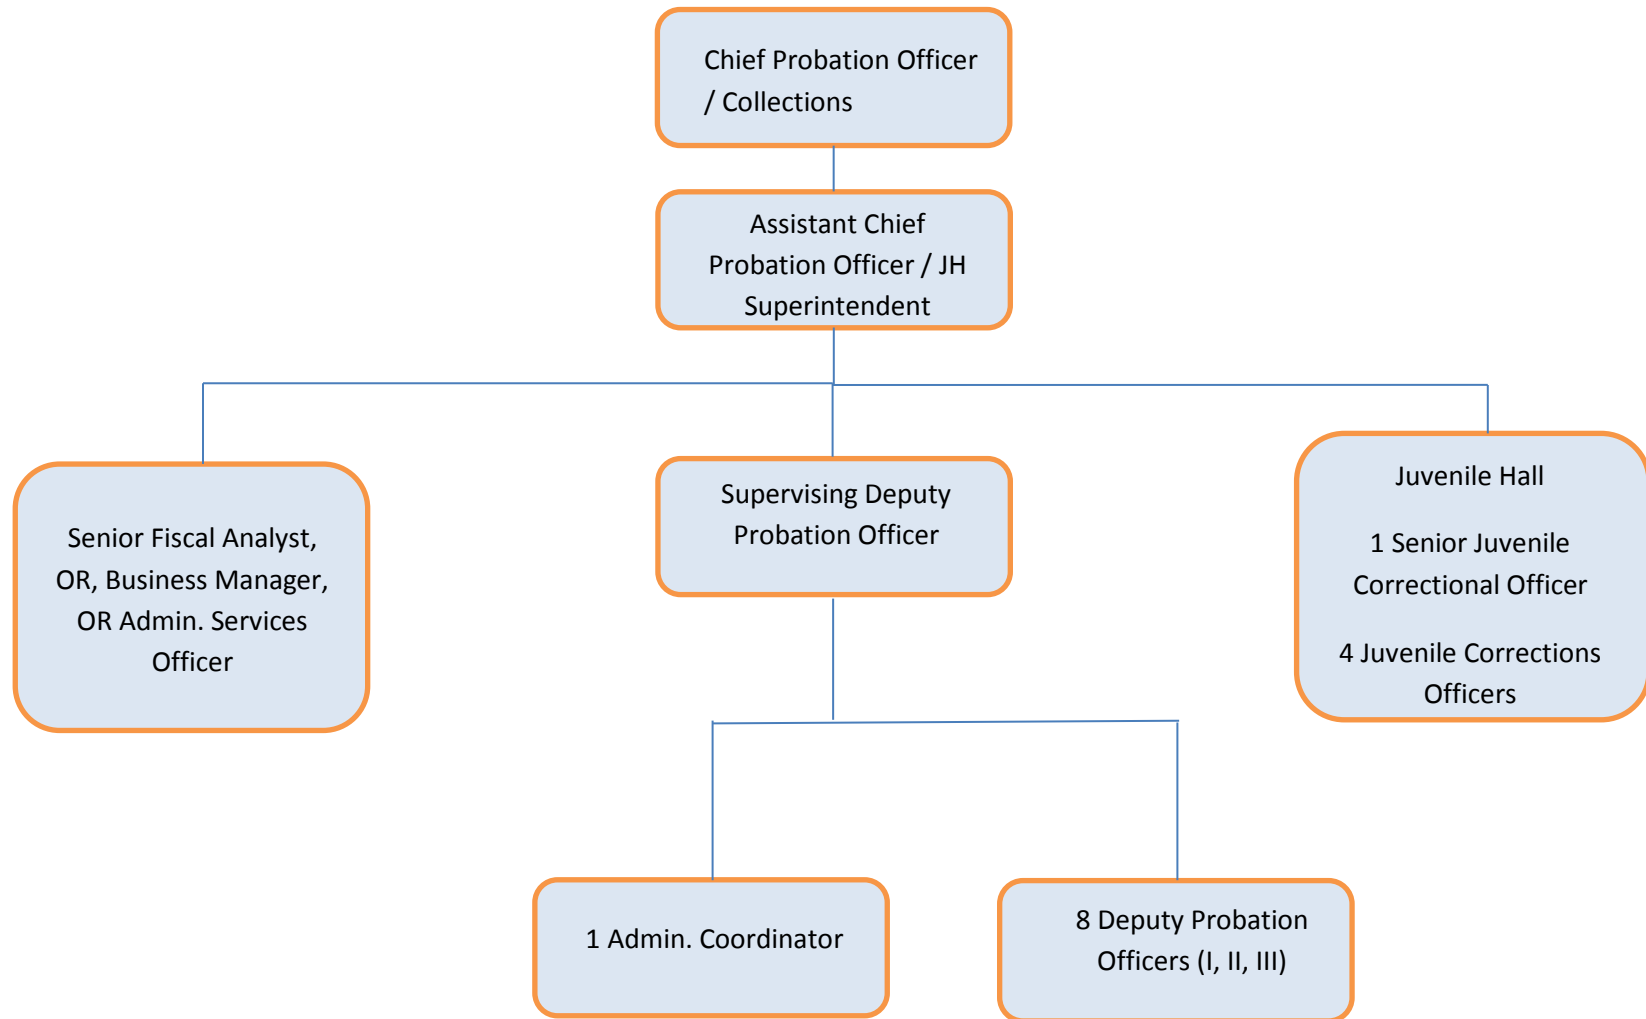 Chief Probation Officer
/ Collections
Assistant Chief
Probation Officer / JH
Superintendent
Senior Fiscal Analyst,
OR, Business Manager,
OR Admin. Services
Officer
Supervising Deputy
Probation Officer
Juvenile Hall
1 Senior Juvenile
Correctional Officer
4 Juvenile Corrections
Officers
1 Admin. Coordinator
8 Deputy Probation
Officers (I, II, III)